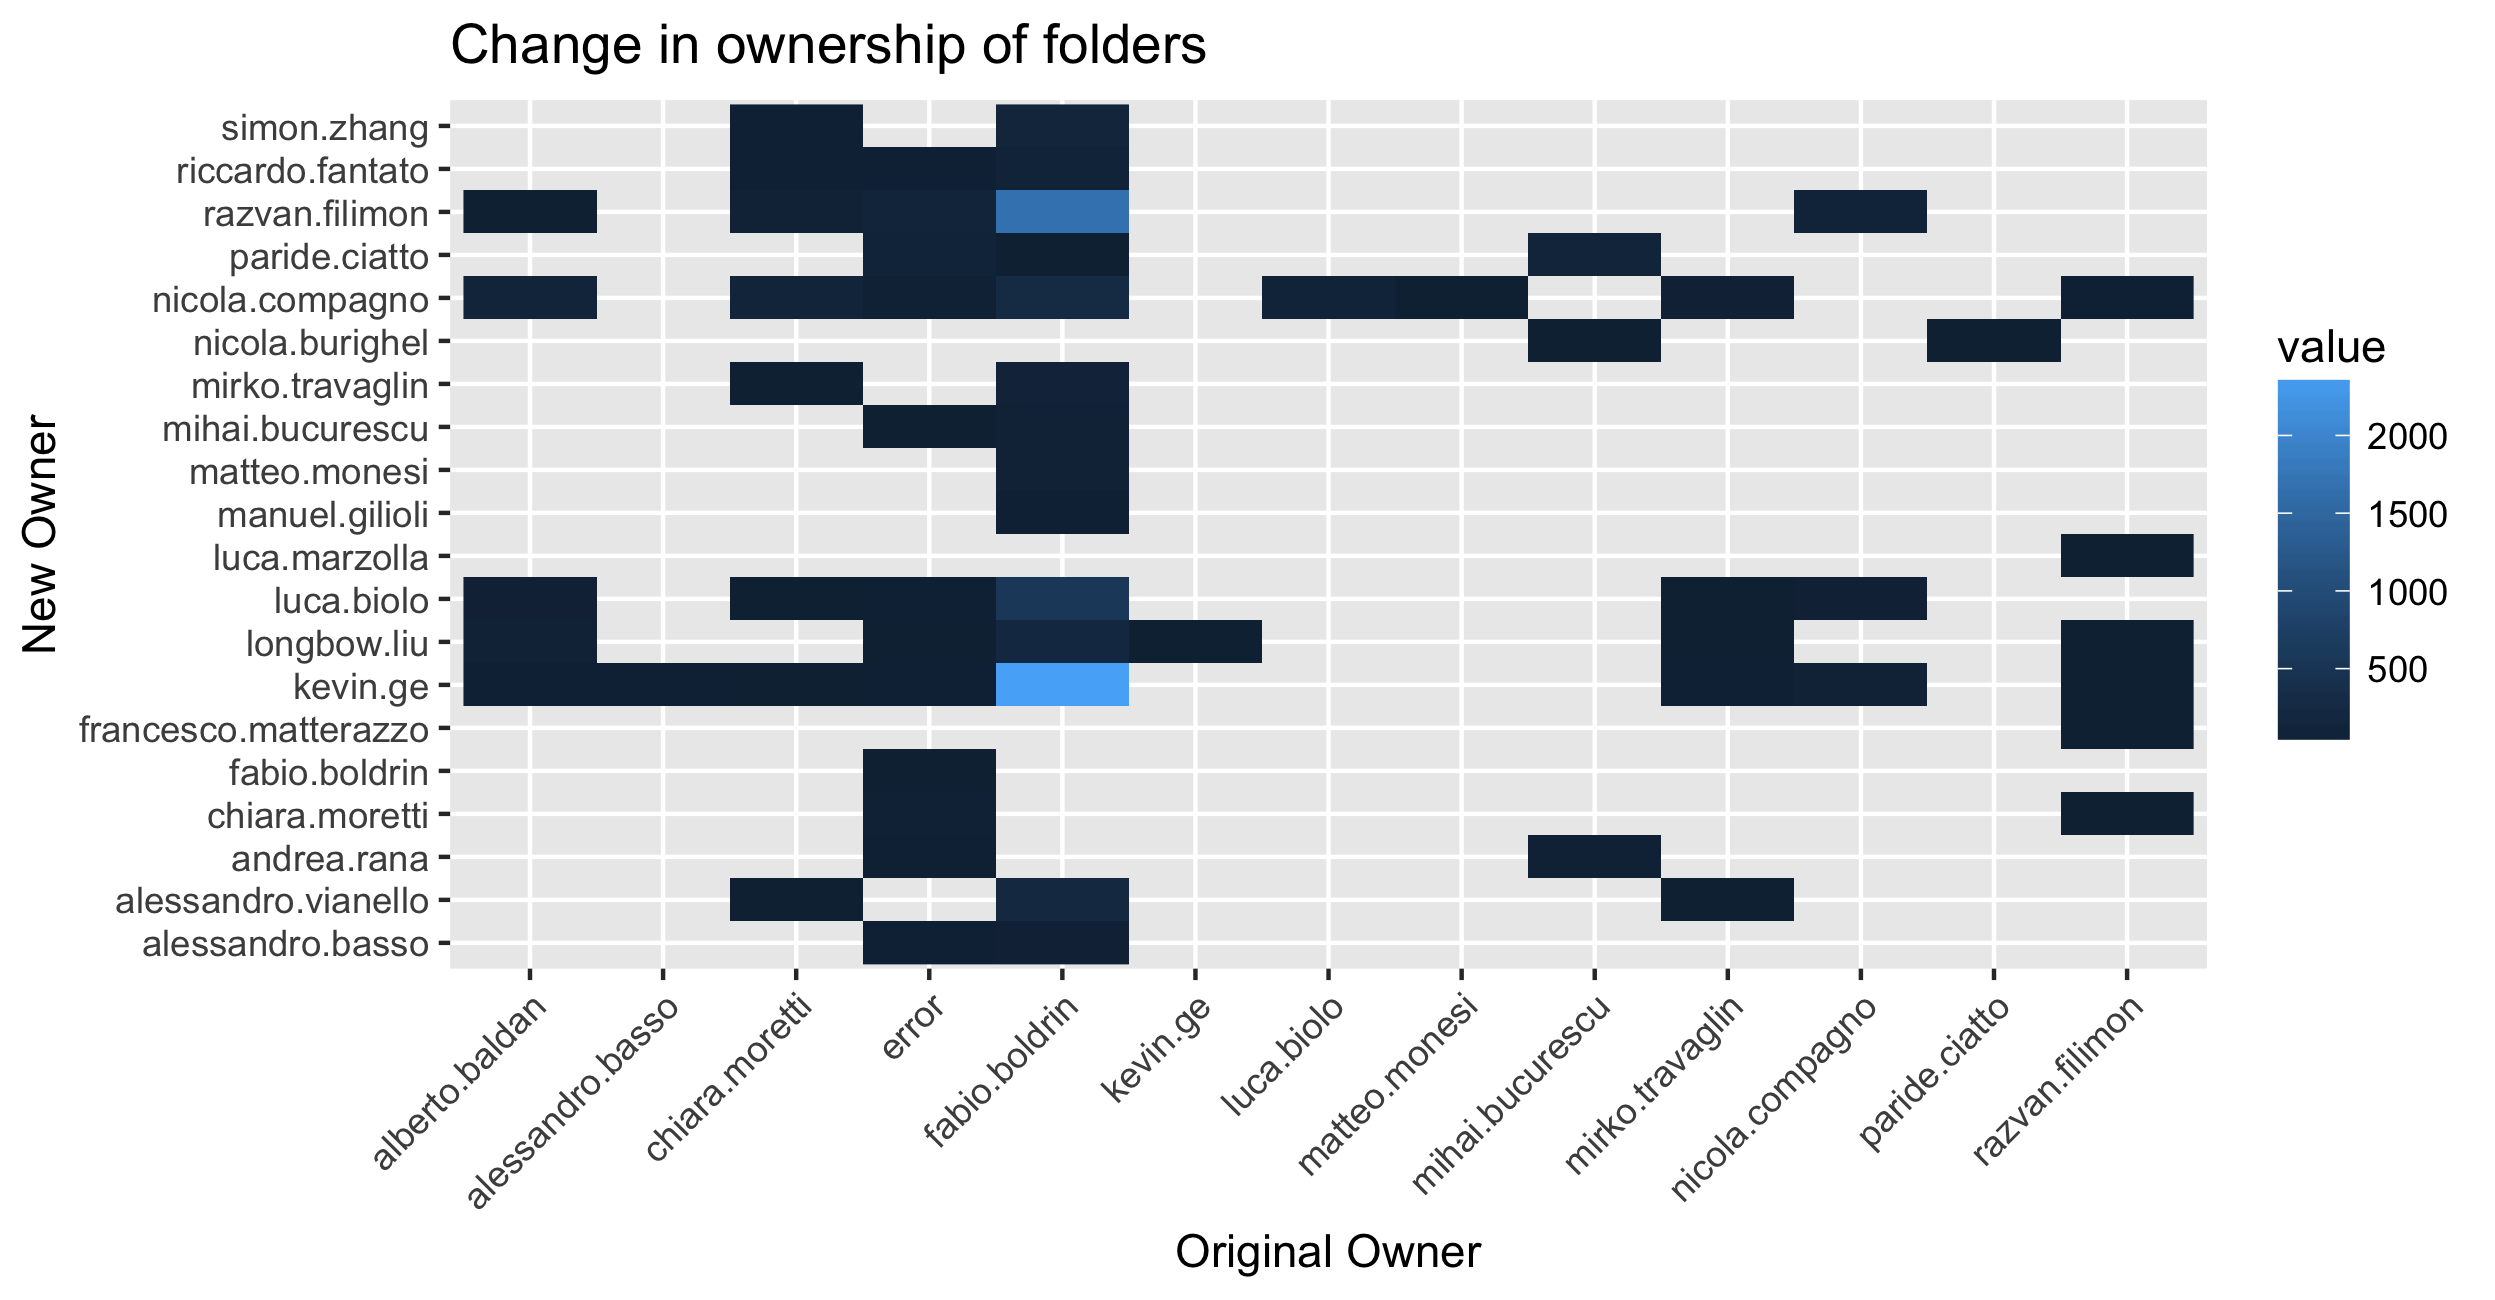 Change in ownership of folders
simon.zhang
riccardo.fantato
razvan.filimon
paride.ciatto
nicola.compagno
nicola.burighel
mirko.travaglin
mihai.bucurescu
matteo.monesi
manuel.gilioli
luca.marzolla
luca.biolo
longbow.liu
kevin.ge
francesco.matterazzo
fabio.boldrin
chiara.moretti
andrea.rana
alessandro.vianello
alessandro.basso
New Owner
alberto.baldan
alessandro.basso
chiara.moretti
error
fabio.boldrin
kevin.ge
luca.biolo
matteo.monesi
mihai.bucurescu
mirko.travaglin
nicola.compagno
paride.ciatto
razvan.filimon
Original Owner
value
2000
1500
1000
500